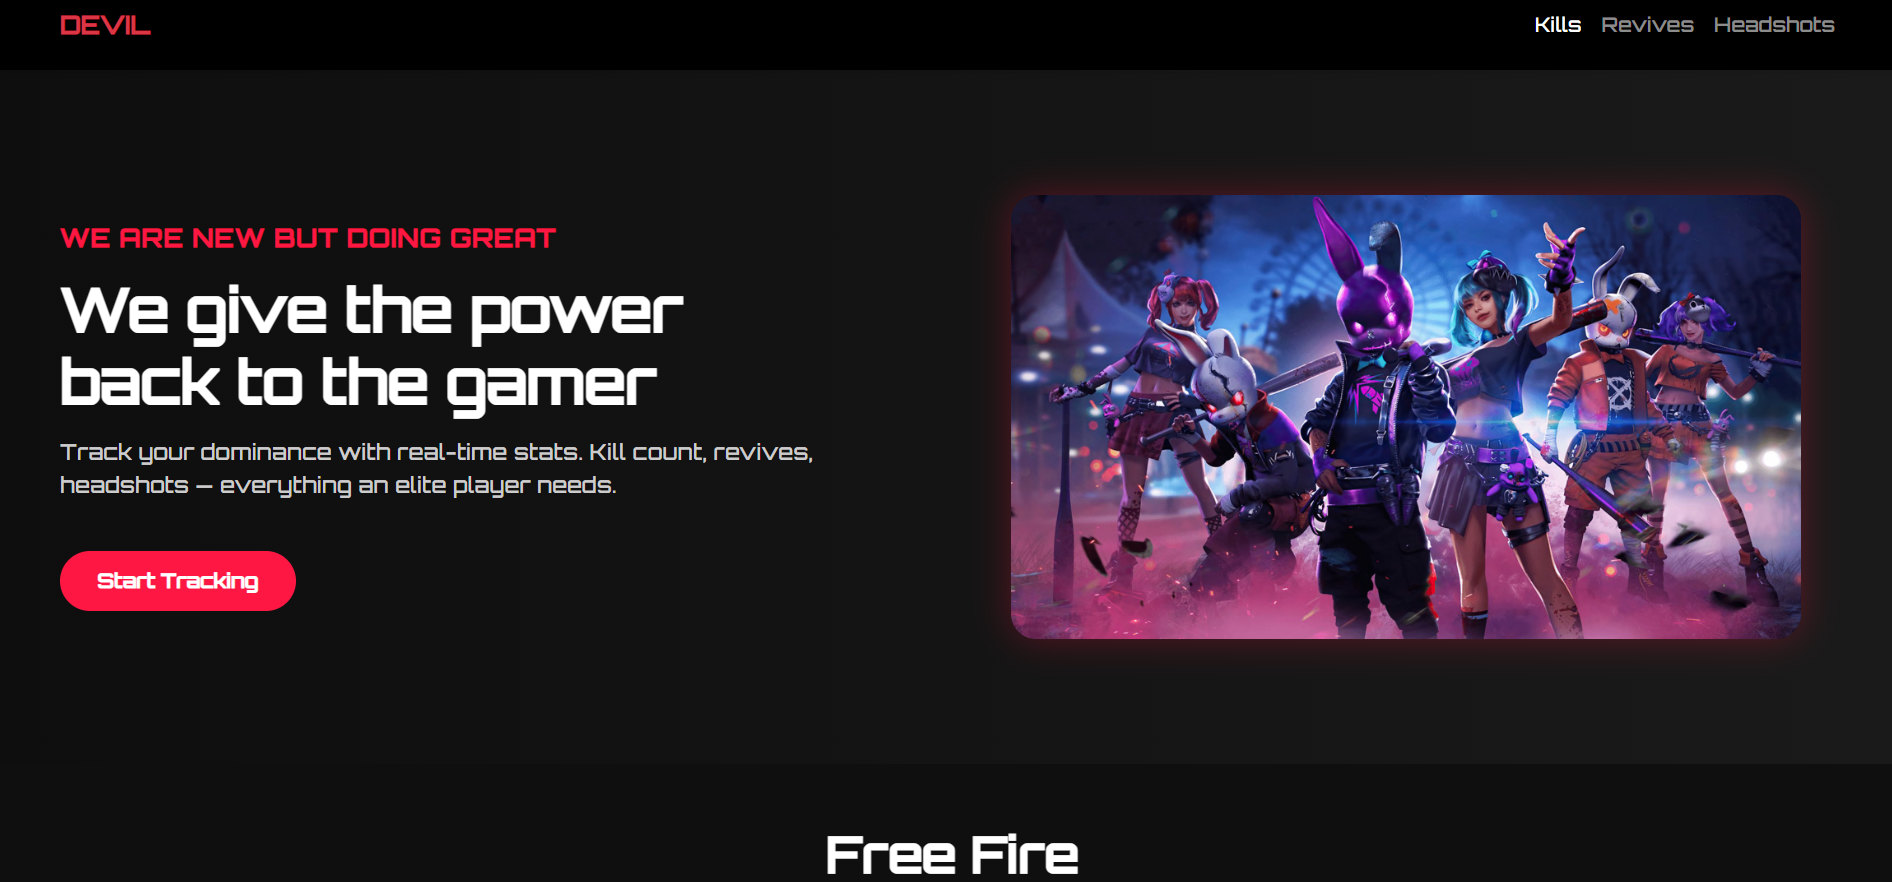 DEVIL
Kills Revives Headshots
WE ARE NEW BUT DOING GREAT
We give the power
back to the gamer
Track your dominance with real-time stats. Kill count, revives,
headshots — everything an elite player needs.
Start Tracking
Free Fire